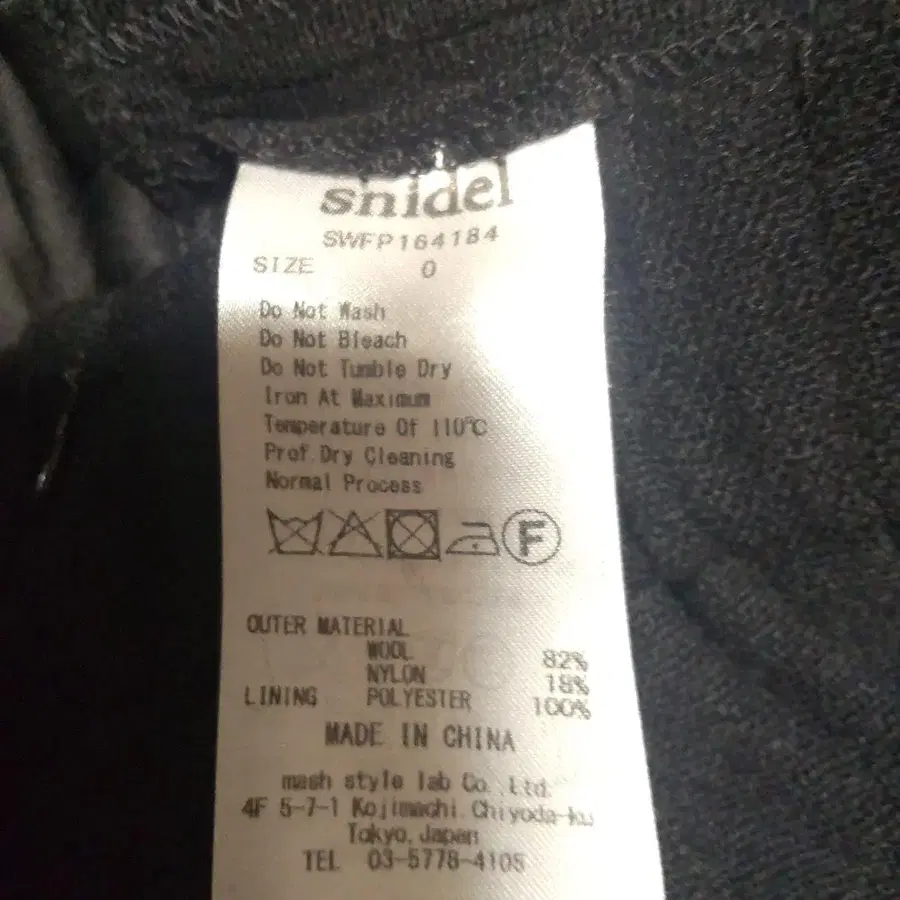 snidel
SWFP164184
SIZE 0
Do Not Wash
Do Not Bleach
Do Not Tumble Dry
Iron At Maximum
Temperature Of 110℃
Prof.Dry Cleaning
Normal Process
F
OUTER MATERIAL
WOOL 82%
NYLON 18%
LINING POLYESTER 100%
MADE IN CHINA
mash style lab Co.,Ltd.
4F 5-7-1 Kojimachi.Chiyoda-ku
Tokyo.Japan
TEL 03-5778-4105